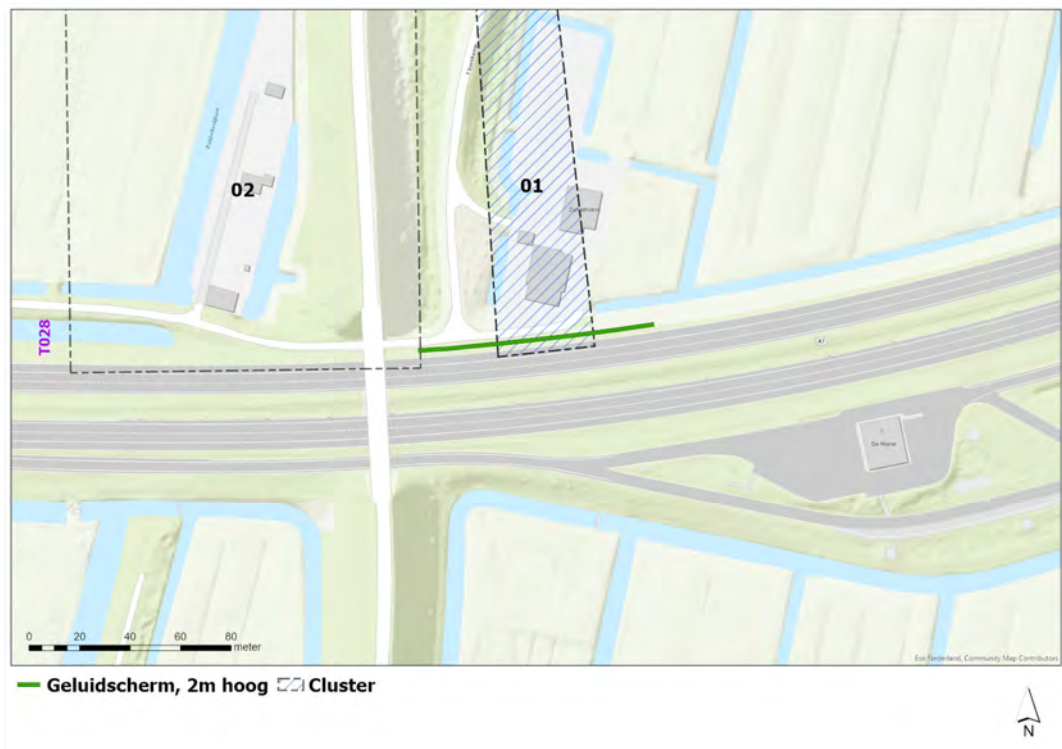 02
01
T028
A7
De Horne
0 20 40 60 80
meter
Esri Nederland, Community Map Contributors
Geluidscherm, 2m hoog Cluster
N